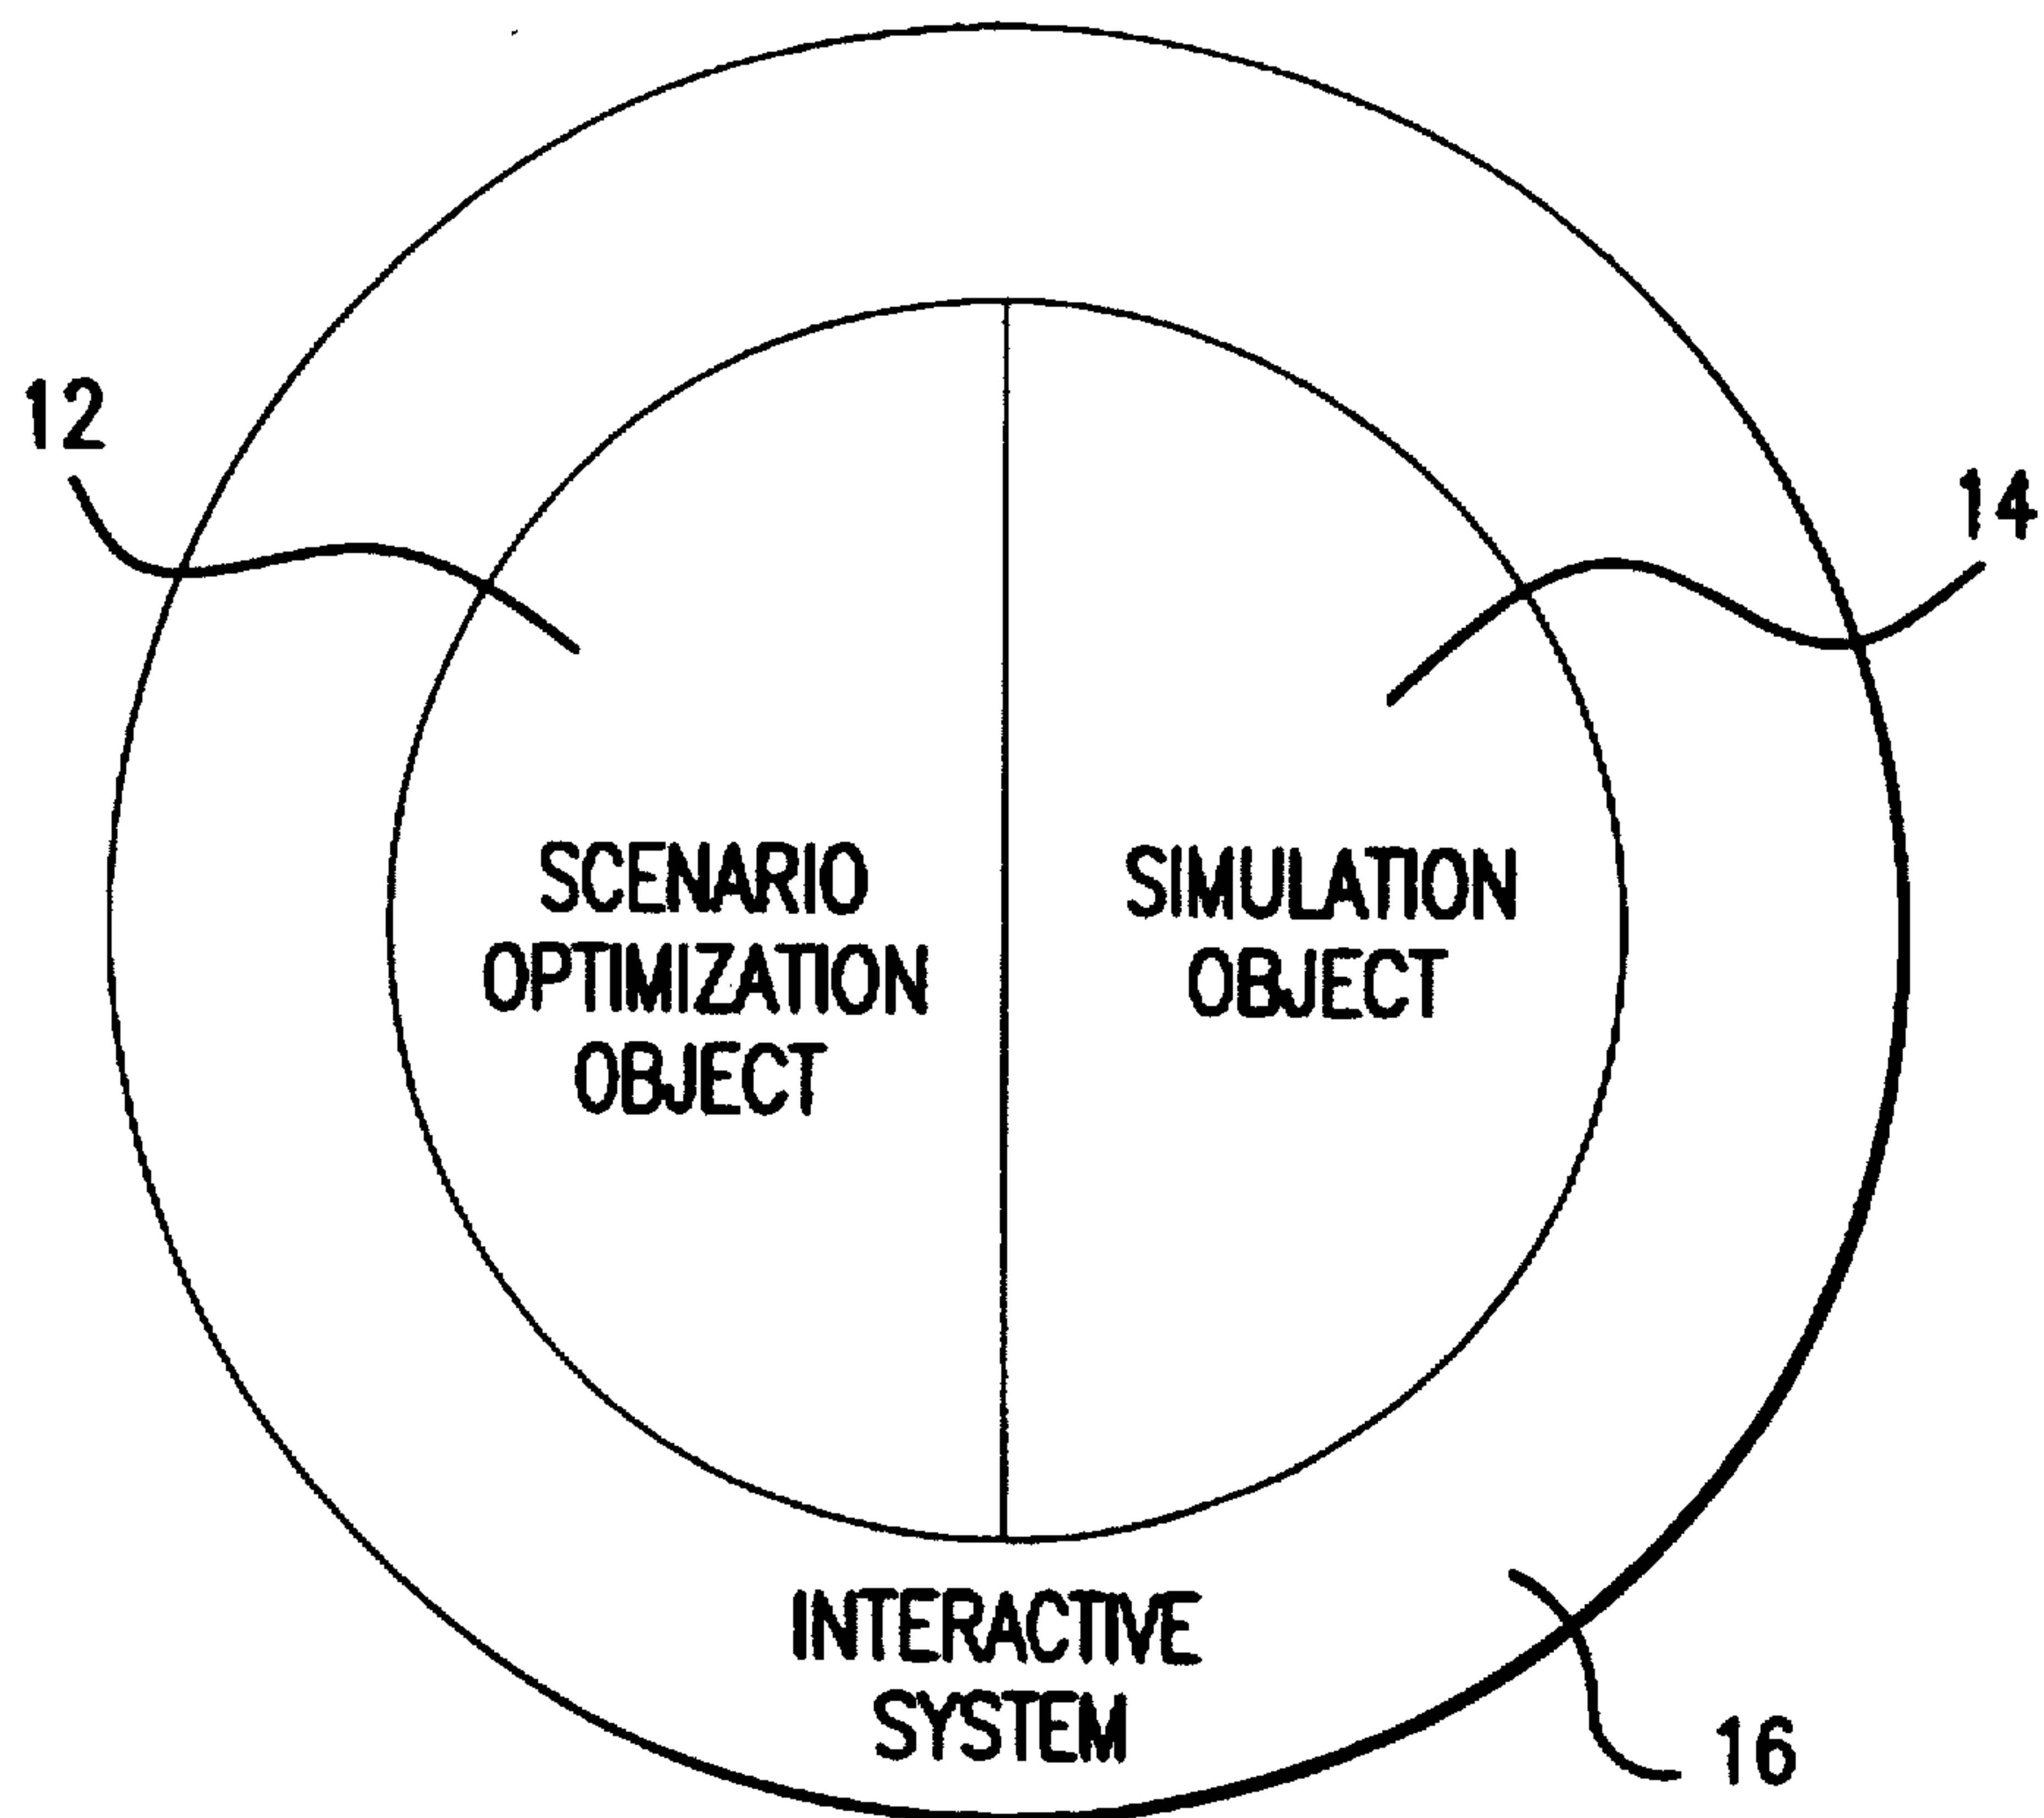 12
14
SCENARIO
OPTIMIZATION
OBJECT
SIMULATION
OBJECT
INTERACTIVE
SYSTEM
16